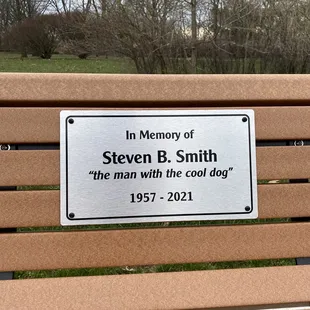 In Memory of
Steven B. Smith
“the man with the cool dog”
1957 - 2021